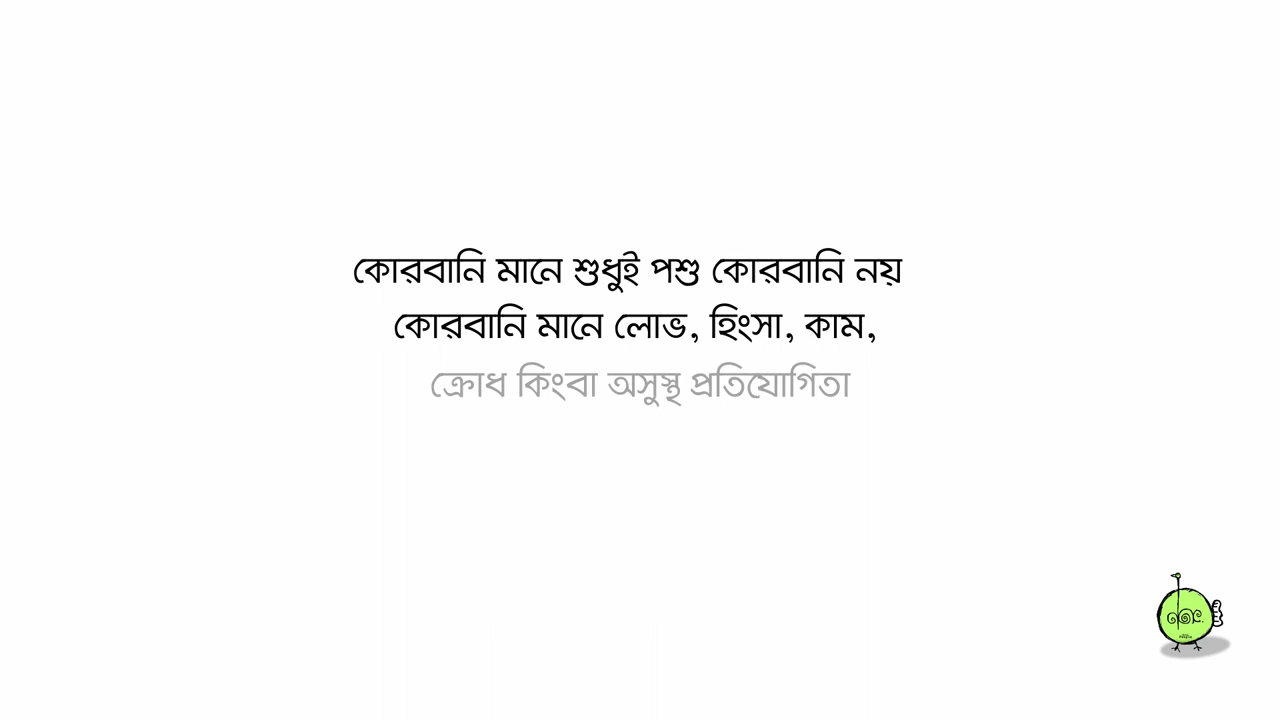 কোরবানি মানে শুধুই পশু কোরবানি নয়
কোরবানি মানে লোভ, হিংসা, কাম,
ক্রোধ কিংবা অসুস্থ প্রতিযোগিতা